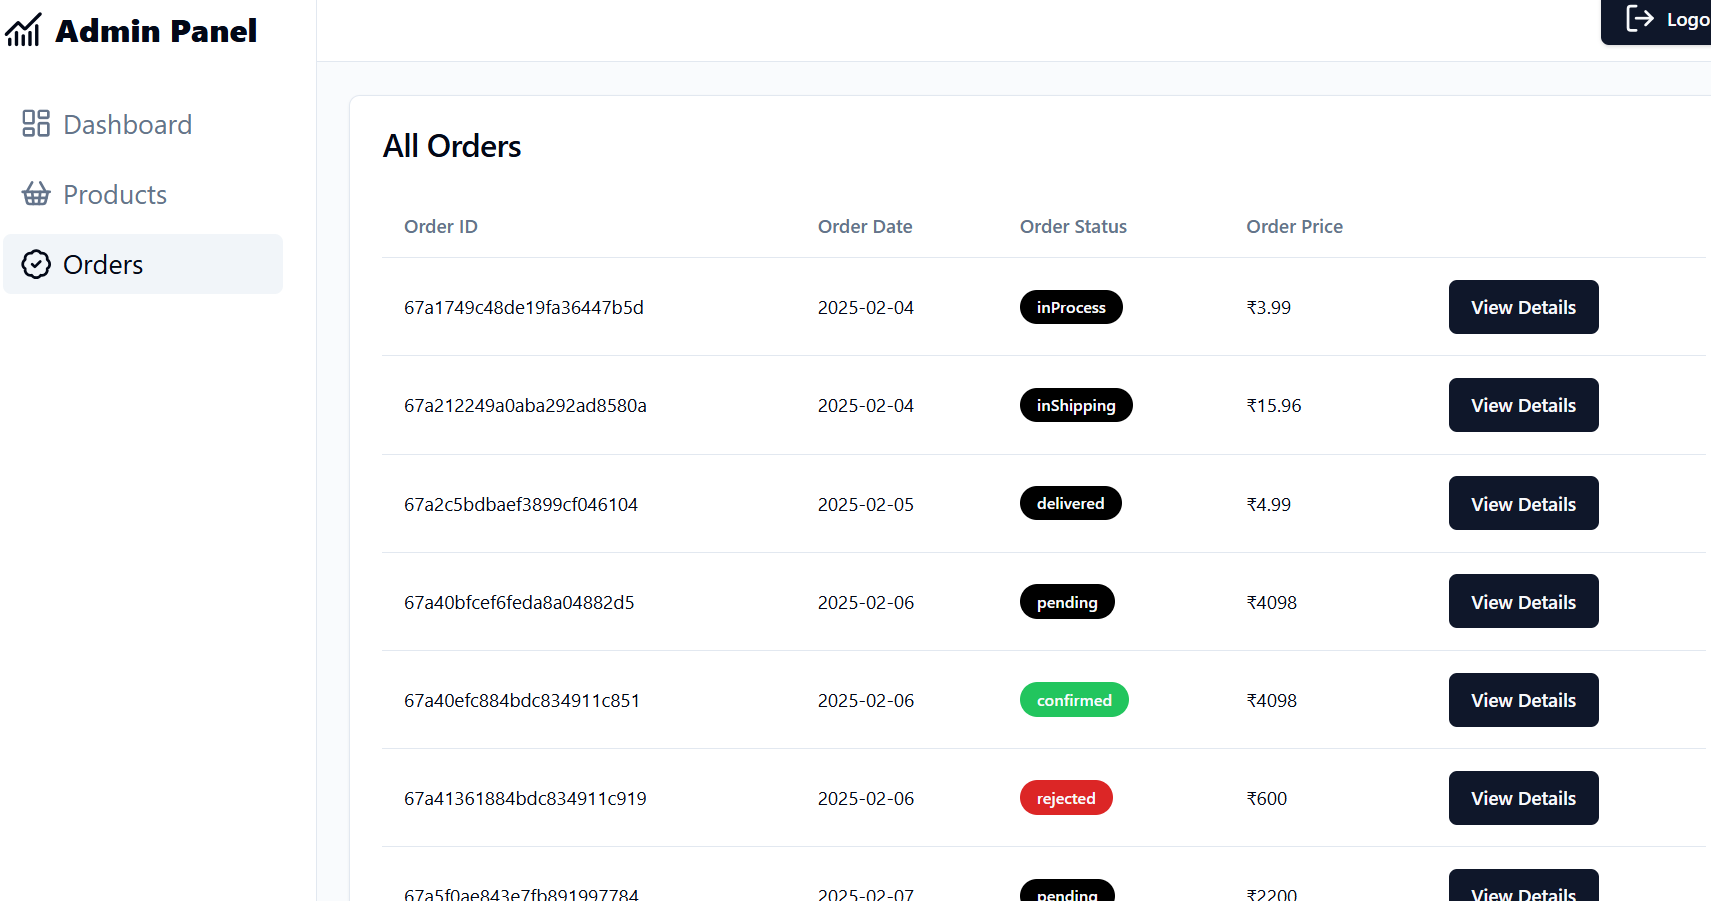 Admin Panel
Logo
Dashboard
Products
Orders
All Orders
Order ID Order Date Order Status Order Price
67a1749c48de19fa36447b5d 2025-02-04 inProcess ₹3.99 View Details
67a212249a0aba292ad8580a 2025-02-04 inShipping ₹15.96 View Details
67a2c5bdbaef3899cf046104 2025-02-05 delivered ₹4.99 View Details
67a40bfcef6feda8a04882d5 2025-02-06 pending ₹4098 View Details
67a40efc884bdc834911c851 2025-02-06 confirmed ₹4098 View Details
67a41361884bdc834911c919 2025-02-06 rejected ₹600 View Details
67a5f0ae843e7fb891997784 2025-02-07 pending ₹2200 View Details